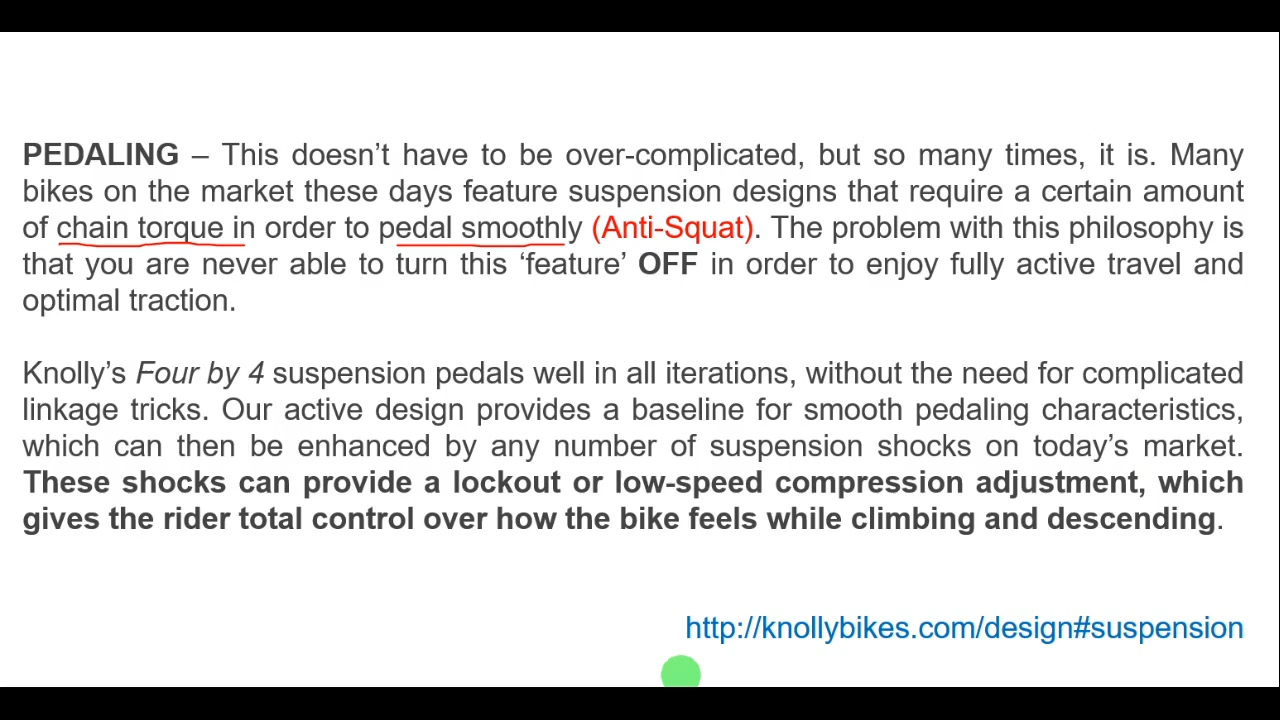 PEDALING – This doesn’t have to be over-complicated, but so many times, it is. Many
bikes on the market these days feature suspension designs that require a certain amount
of chain torque in order to pedal smoothly (Anti-Squat). The problem with this philosophy is
that you are never able to turn this ‘feature’ OFF in order to enjoy fully active travel and
optimal traction.
Knolly’s Four by 4 suspension pedals well in all iterations, without the need for complicated
linkage tricks. Our active design provides a baseline for smooth pedaling characteristics,
which can then be enhanced by any number of suspension shocks on today’s market.
These shocks can provide a lockout or low-speed compression adjustment, which
gives the rider total control over how the bike feels while climbing and descending.
http://knollybikes.com/design#suspension